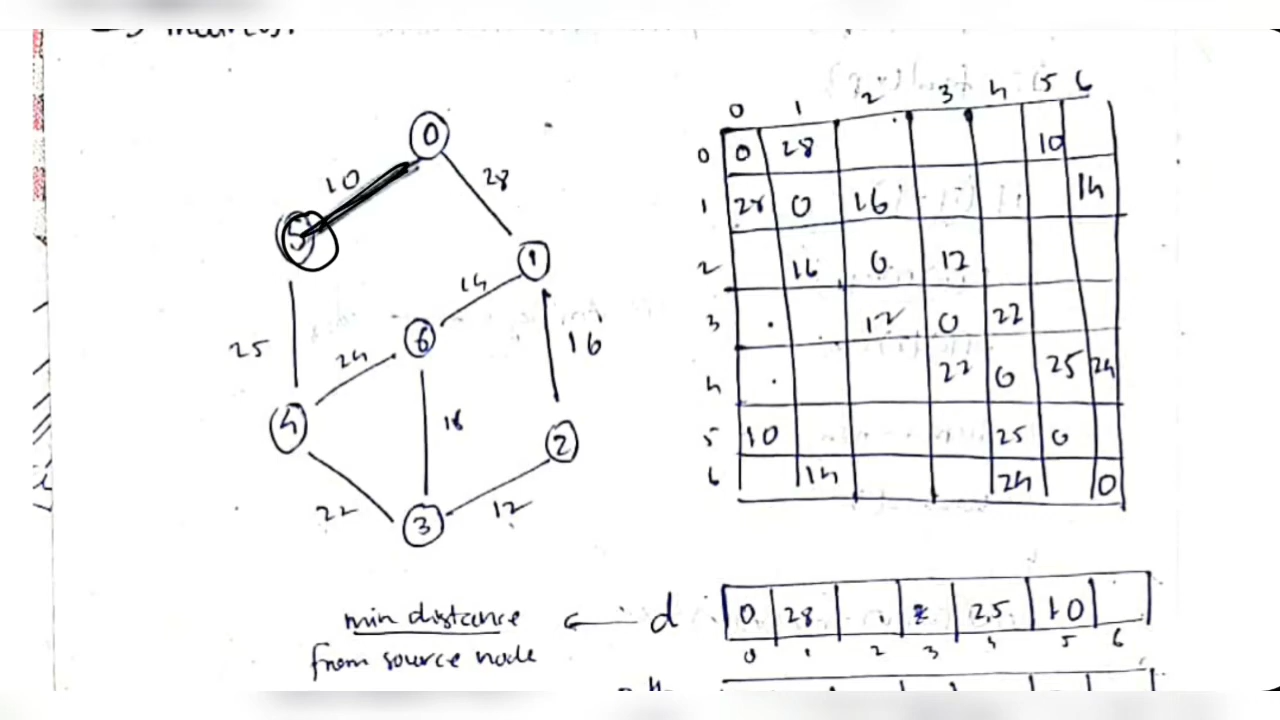 0
10
28
5
1
14
6
16
25
24
4
18
2
22
3
12
0 1 2 3 4 5 6
0 0 28 10
1 28 0 16 14
2 16 0 12
3 12 0 22
4 22 0 25 24
5 10 25 0
6 14 24 0
min distance ← d 0 28 25 10
from source node 0 1 2 3 4 5 6